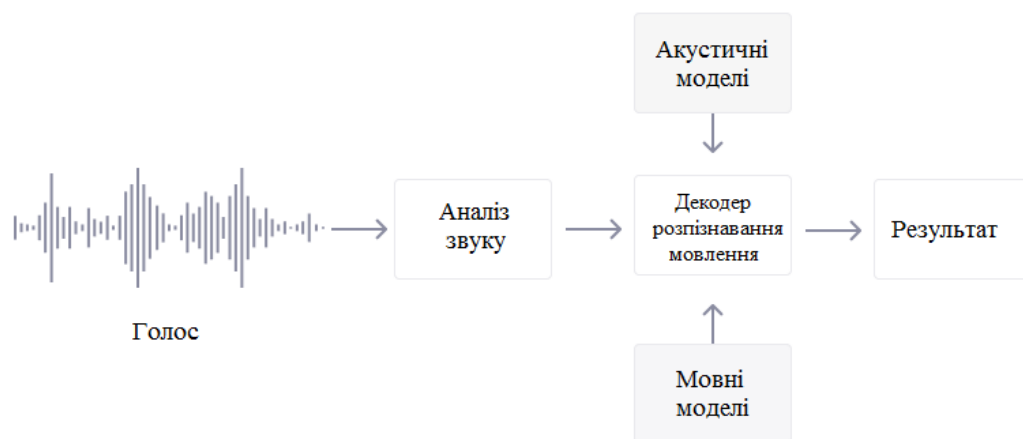 Акустичні
моделі
Голос
Аналіз
звуку
Декодер
розпізнавання
мовлення
Результат
Мовні
моделі